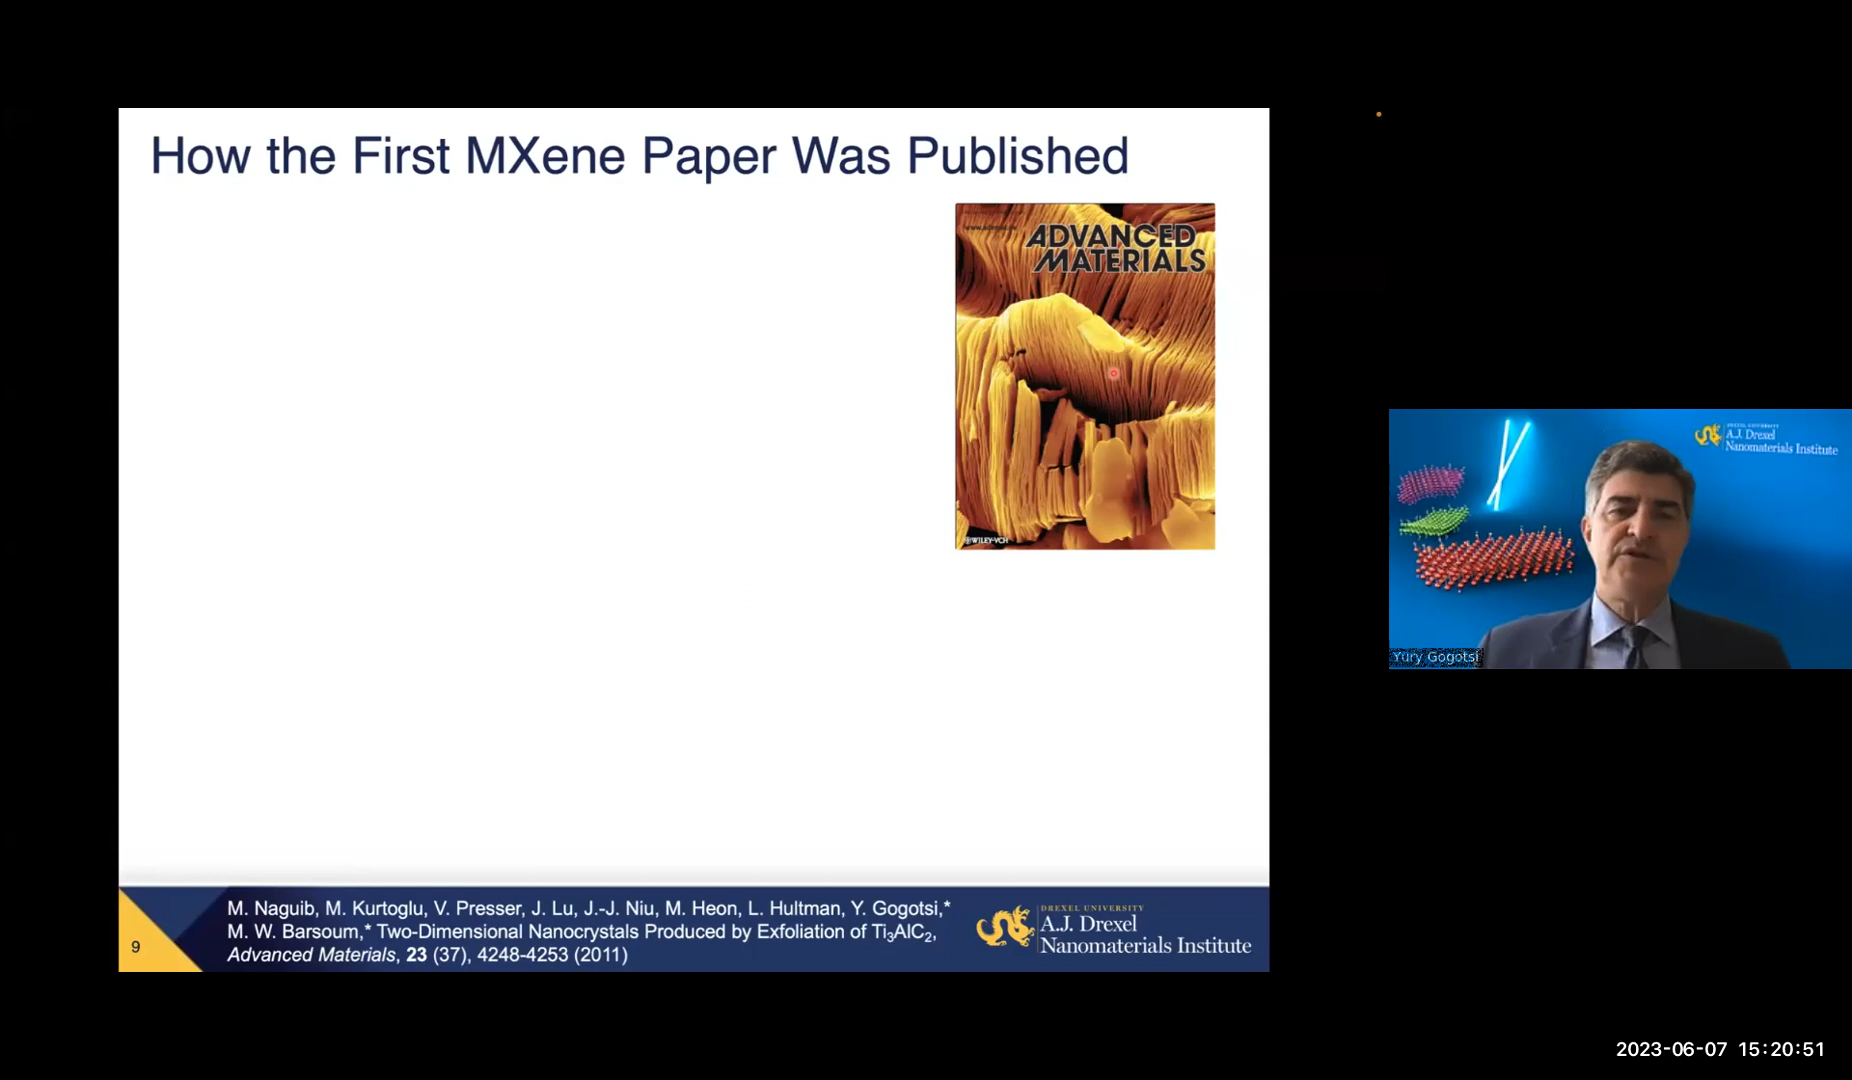 How the First MXene Paper Was Published
ADVANCED
MATERIALS
WILEY-VCH
DREXEL UNIVERSITY
A.J. Drexel
Nanomaterials Institute
Yury Gogotsi
M. Naguib, M. Kurtoglu, V. Presser, J. Lu, J.-J. Niu, M. Heon, L. Hultman, Y. Gogotsi,*
M. W. Barsoum,* Two-Dimensional Nanocrystals Produced by Exfoliation of Ti₃AlC₂,
Advanced Materials, 23 (37), 4248-4253 (2011)
9
DREXEL UNIVERSITY
A.J. Drexel
Nanomaterials Institute
2023-06-07 15:20:51